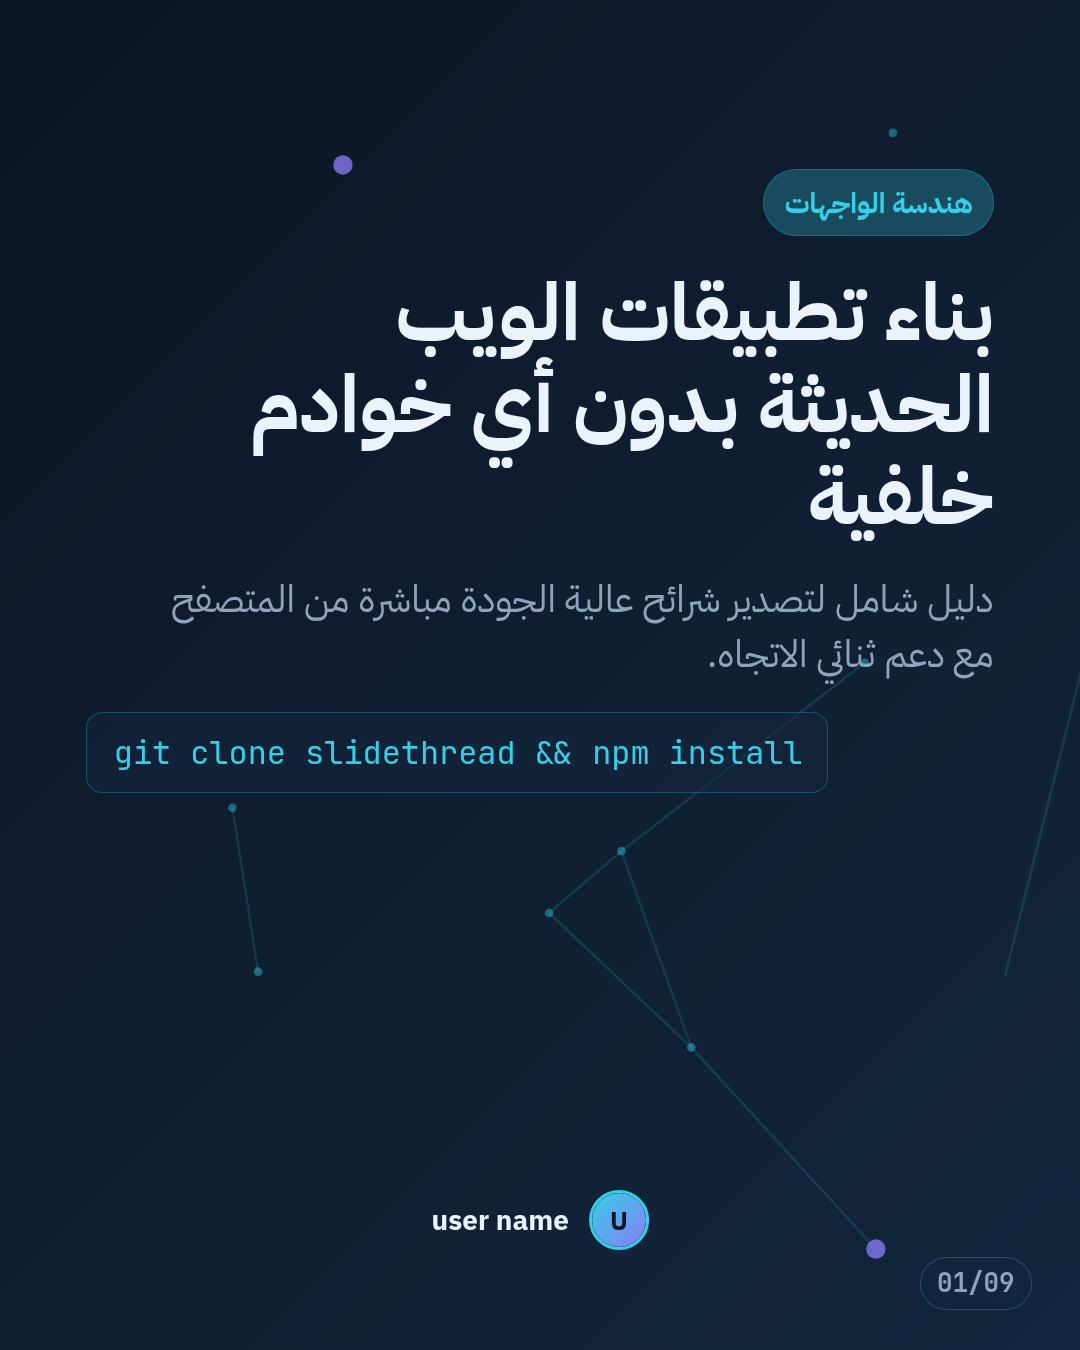 هندسة الواجهات
بناء تطبيقات الويب
الحديثة بدون أي خوادم
خلفية
دليل شامل لتصدير شرائح عالية الجودة مباشرة من المتصفح
مع دعم ثنائي الاتجاه.
git clone slidethread && npm install
user name
U
01/09